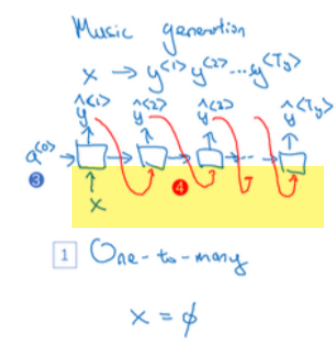 Music generation
x → y<1> y<2> ... y<Ty>
ŷ<1> ŷ<2> ŷ<3> ŷ<Ty>
a<0>
3
4
x
1 One-to-many
x = ϕ